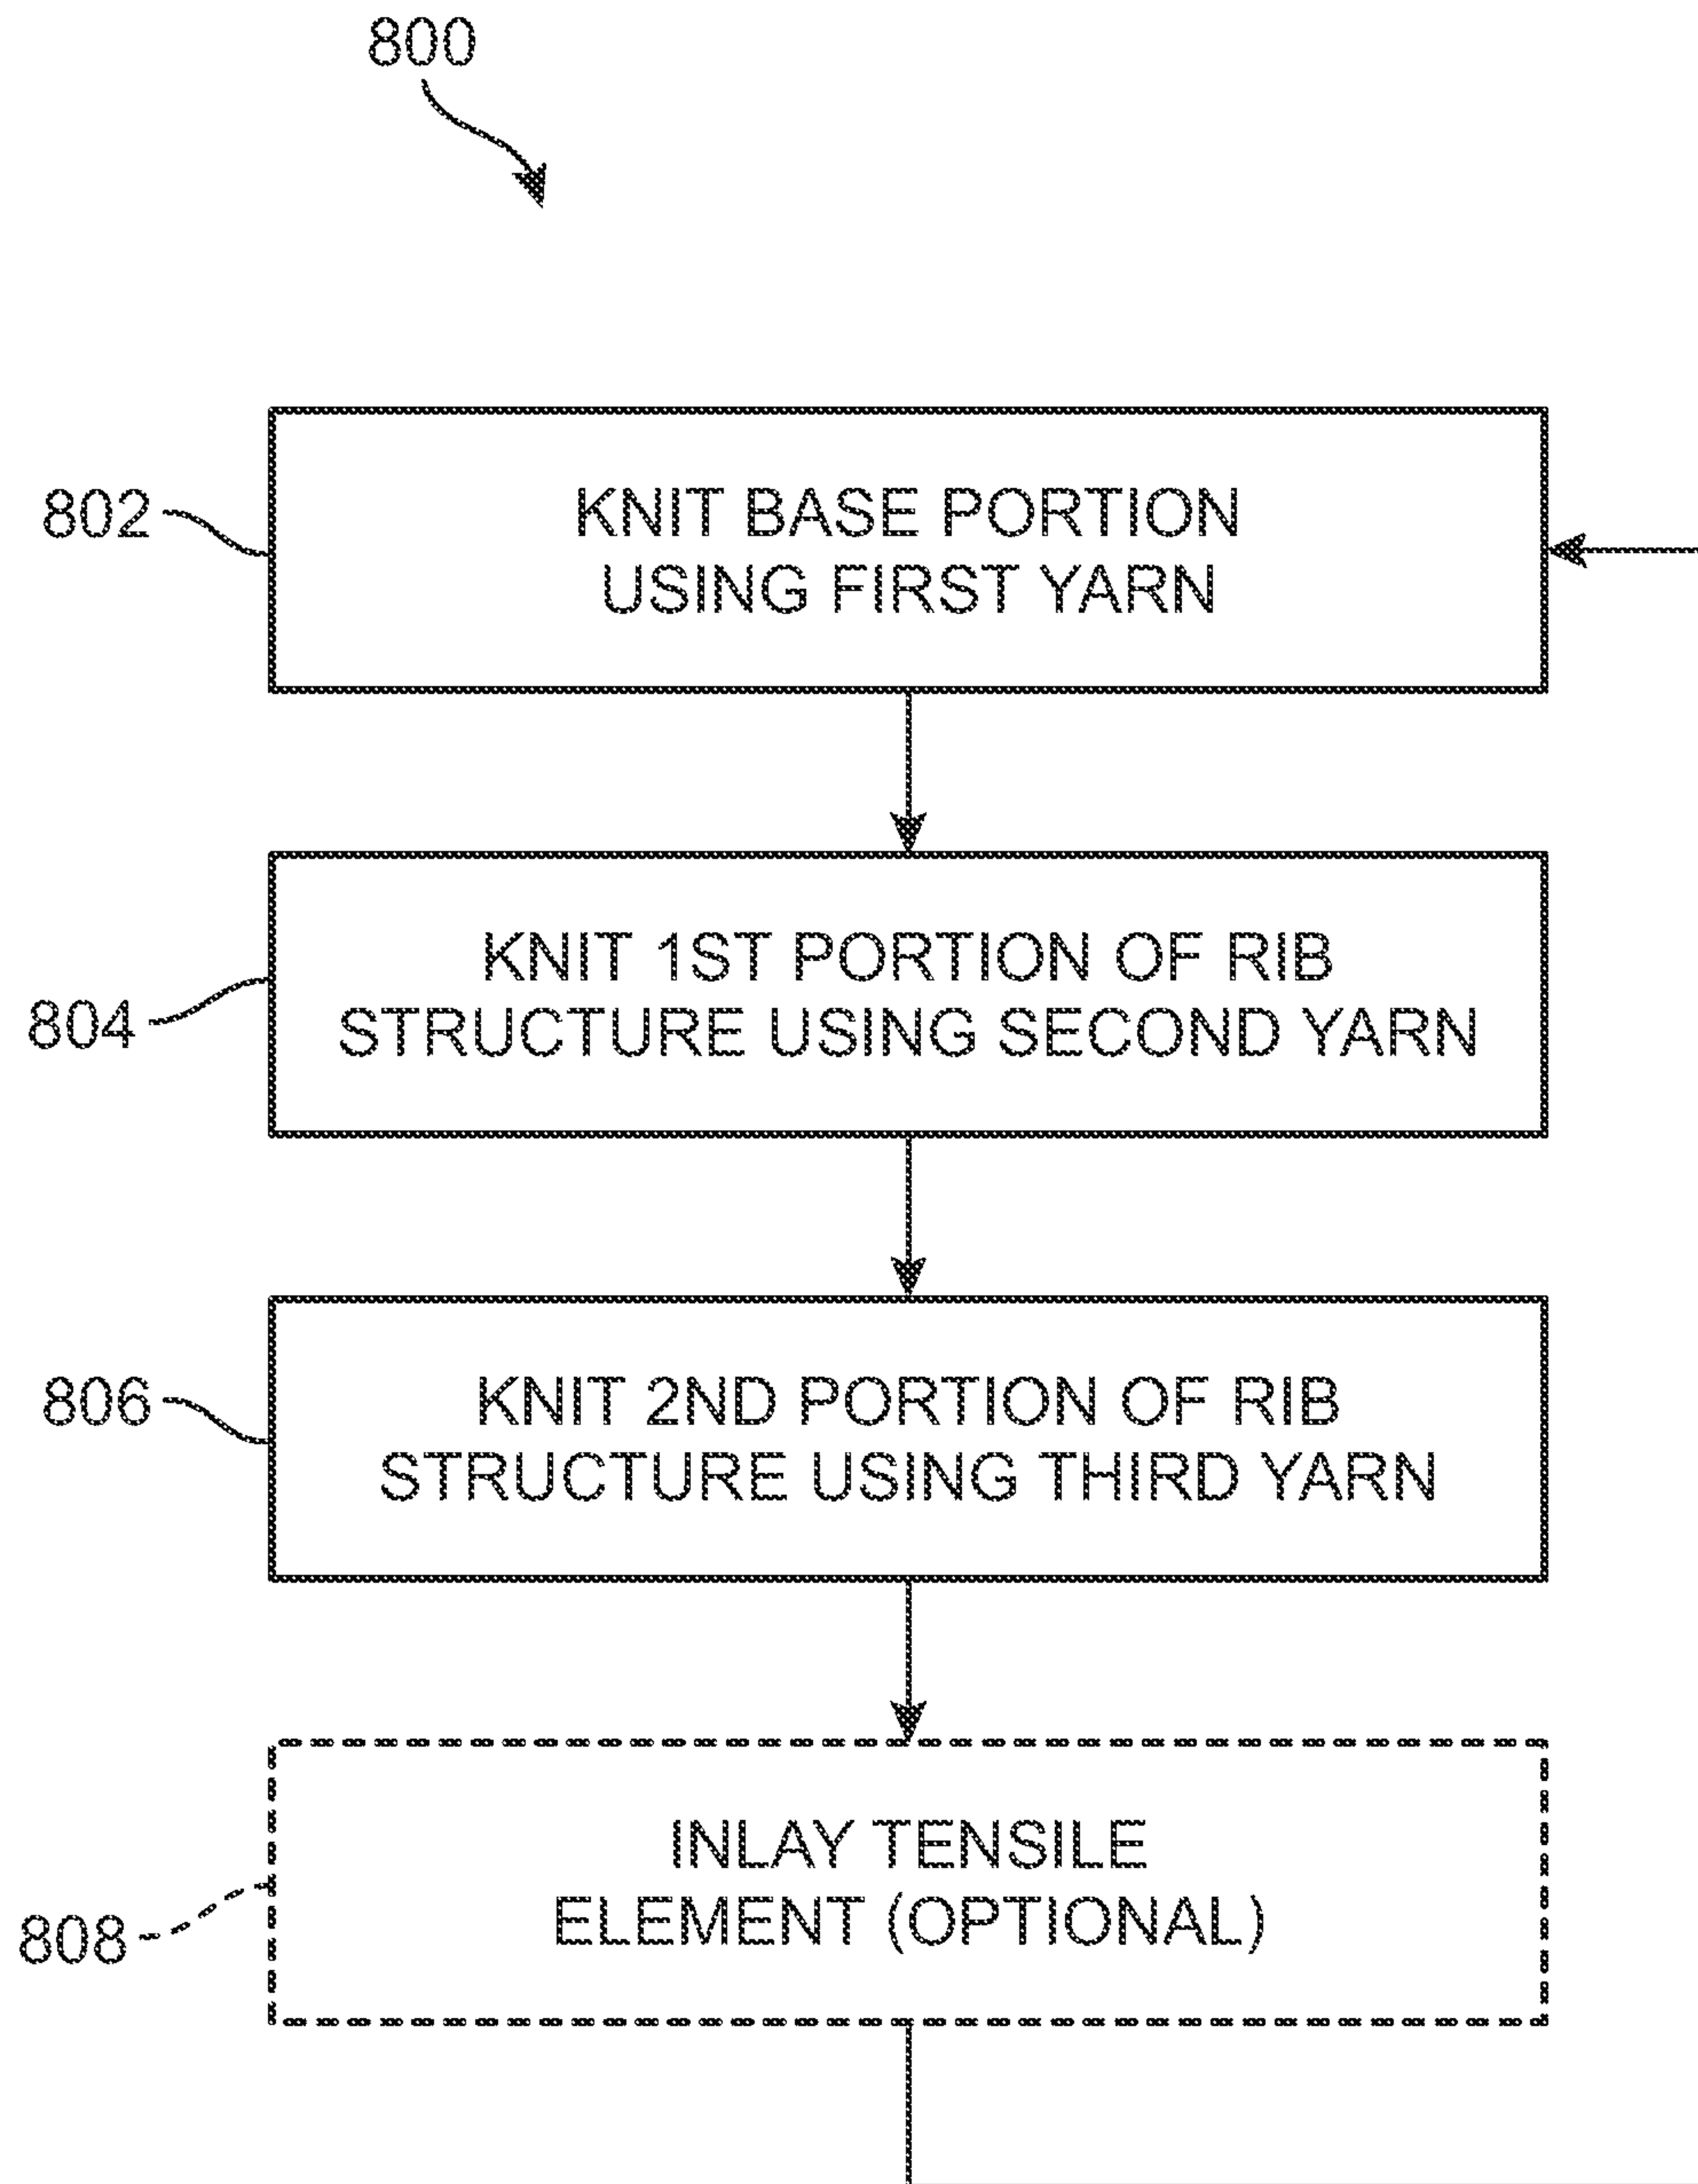 800
802
KNIT BASE PORTION
USING FIRST YARN
804
KNIT 1ST PORTION OF RIB
STRUCTURE USING SECOND YARN
806
KNIT 2ND PORTION OF RIB
STRUCTURE USING THIRD YARN
808
INLAY TENSILE
ELEMENT (OPTIONAL)